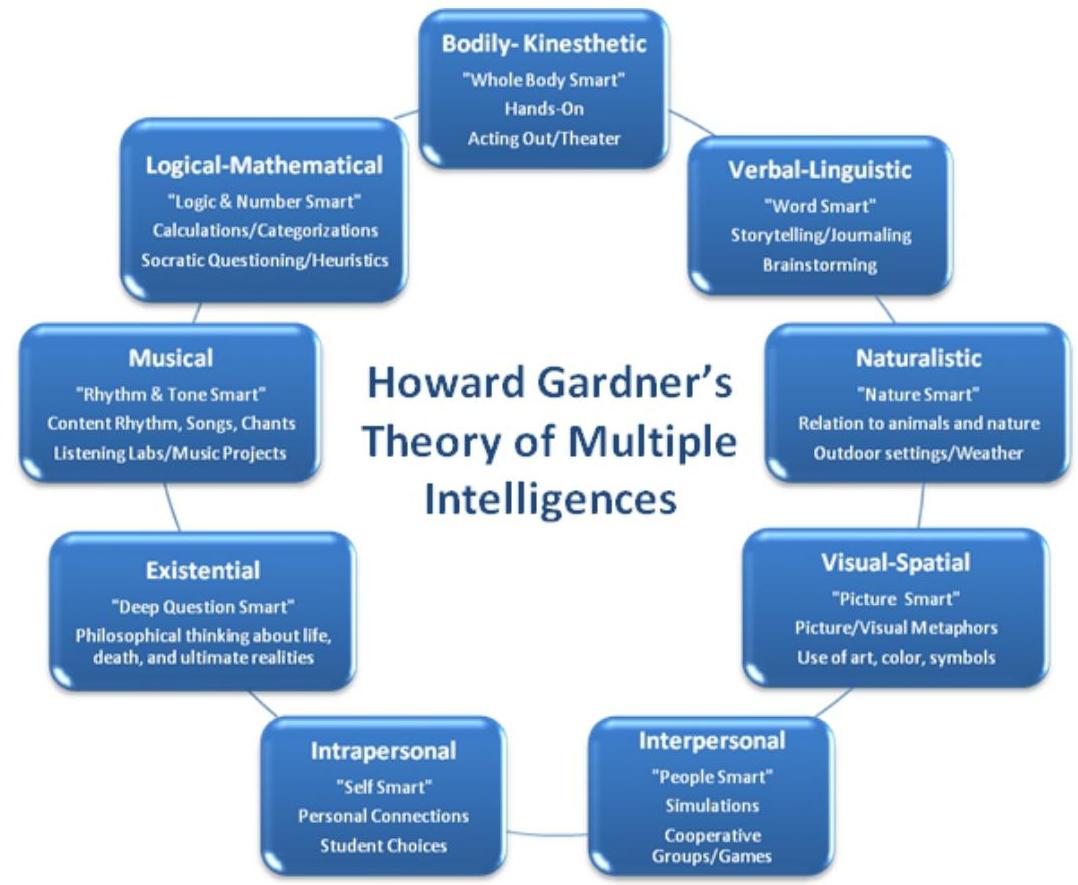 Bodily- Kinesthetic
"Whole Body Smart"
Hands-On
Acting Out/Theater
Logical-Mathematical
"Logic & Number Smart"
Calculations/Categorizations
Socratic Questioning/Heuristics
Verbal-Linguistic
"Word Smart"
Storytelling/Journaling
Brainstorming
Musical
"Rhythm & Tone Smart"
Content Rhythm, Songs, Chants
Listening Labs/Music Projects
Howard Gardner's
Theory of Multiple
Intelligences
Naturalistic
"Nature Smart"
Relation to animals and nature
Outdoor settings/Weather
Existential
"Deep Question Smart"
Philosophical thinking about life,
death, and ultimate realities
Visual-Spatial
"Picture Smart"
Picture/Visual Metaphors
Use of art, color, symbols
Intrapersonal
"Self Smart"
Personal Connections
Student Choices
Interpersonal
"People Smart"
Simulations
Cooperative
Groups/Games